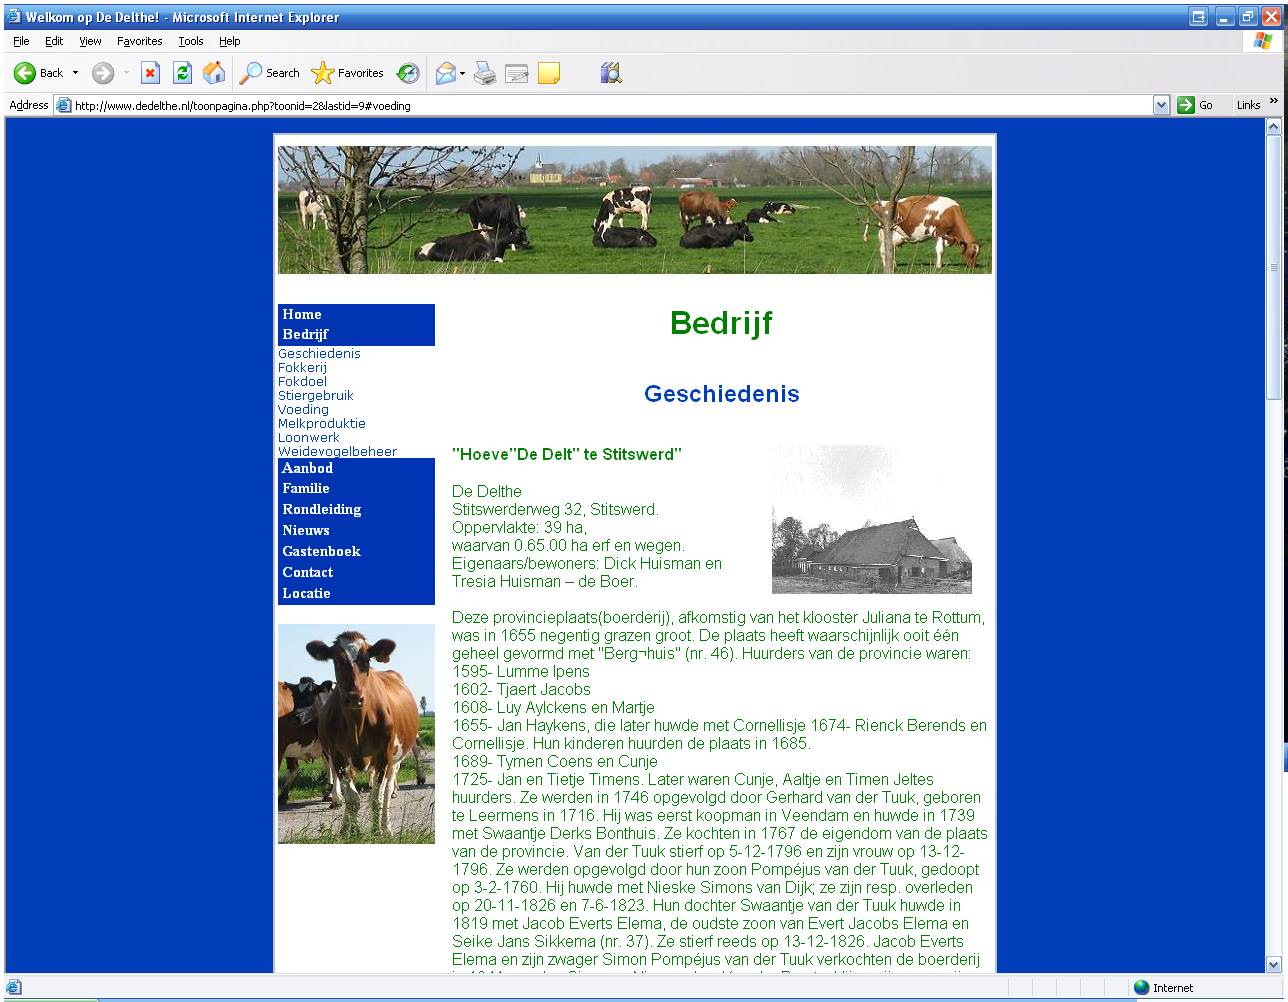 Welkom op De Delthe! - Microsoft Internet Explorer
File Edit View Favorites Tools Help
Back Search Favorites
Address http://www.dedelthe.nl/toonpagina.php?toonid=2&lastid=9#voeding Go Links »
Home
Bedrijf
Geschiedenis
Fokkerij
Fokdoel
Stiergebruik
Voeding
Melkproduktie
Loonwerk
Weidevogelbeheer
Aanbod
Familie
Rondleiding
Nieuws
Gastenboek
Contact
Locatie
Bedrijf
Geschiedenis
"Hoeve"De Delt" te Stitswerd"
De Delthe
Stitswerderweg 32, Stitswerd.
Oppervlakte: 39 ha,
waarvan 0.65.00 ha erf en wegen.
Eigenaars/bewoners: Dick Huisman en
Tresia Huisman – de Boer.
Deze provincieplaats(boerderij), afkomstig van het klooster Juliana te Rottum,
was in 1655 negentig grazen groot. De plaats heeft waarschijnlijk ooit één
geheel gevormd met "Berg¬huis" (nr. 46). Huurders van de provincie waren:
1595- Lumme Ipens
1602- Tjaert Jacobs
1608- Luy Aylckens en Martje
1655- Jan Haykens, die later huwde met Cornellisje 1674- Rienck Berends en
Cornellisje. Hun kinderen huurden de plaats in 1685.
1689- Tymen Coens en Cunje
1725- Jan en Tietje Timens. Later waren Cunje, Aaltje en Timen Jeltes
huurders. Ze werden in 1746 opgevolgd door Gerhard van der Tuuk, geboren
te Leermens in 1716. Hij was eerst koopman in Veendam en huwde in 1739
met Swaantje Derks Bonthuis. Ze kochten in 1767 de eigendom van de plaats
van de provincie. Van der Tuuk stierf op 5-12-1796 en zijn vrouw op 13-12-
1796. Ze werden opgevolgd door hun zoon Pompéjus van der Tuuk, gedoopt
op 3-2-1760. Hij huwde met Nieske Simons van Dijk; ze zijn resp. overleden
op 20-11-1826 en 7-6-1823. Hun dochter Swaantje van der Tuuk huwde in
1819 met Jacob Everts Elema, de oudste zoon van Evert Jacobs Elema en
Seike Jans Sikkema (nr. 37). Ze stierf reeds op 13-12-1826. Jacob Everts
Elema en zijn zwager Simon Pompéjus van der Tuuk verkochten de boerderij
Internet